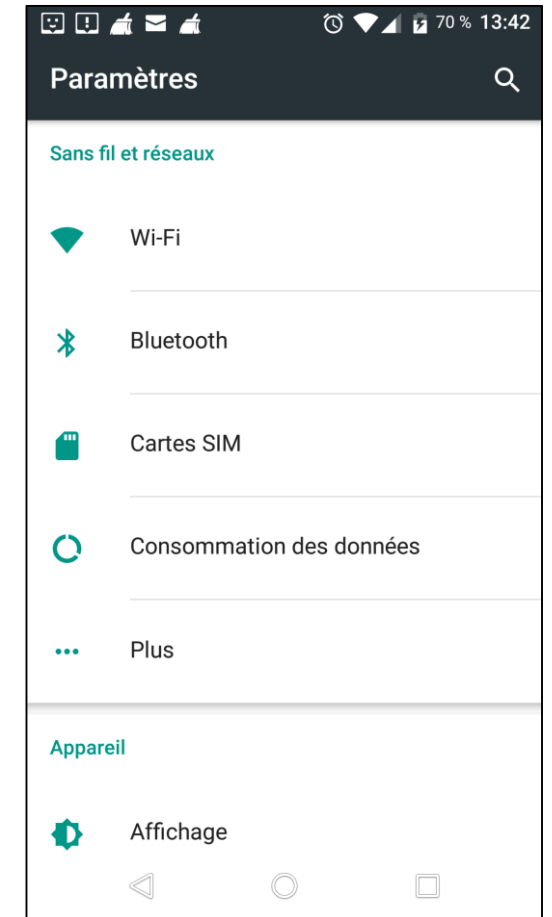 70 % 13:42
Paramètres
Sans fil et réseaux
Wi-Fi
Bluetooth
Cartes SIM
Consommation des données
Plus
Appareil
Affichage